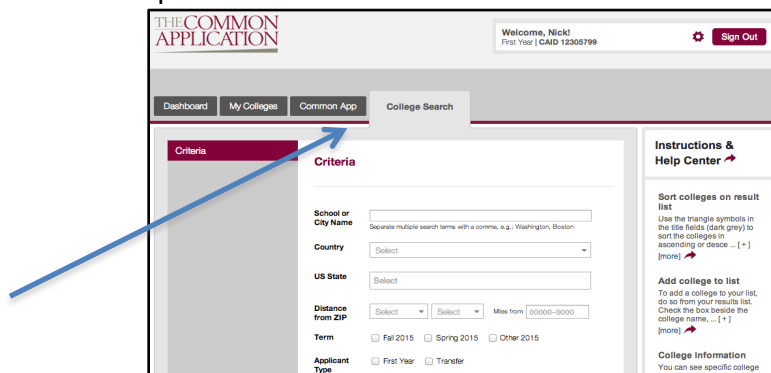 THE COMMON
APPLICATION
Welcome, Nick!
First Year | CAID 12305799
Sign Out
Dashboard
My Colleges
Common App
College Search
Criteria
Criteria
School or
City Name
Separate multiple search terms with a comma, e.g.: Washington, Boston
Country
Select
US State
Select
Distance
from ZIP
Select
Select
Miles from
00000-0000
Term
Fall 2015
Spring 2015
Other 2015
Applicant
Type
First Year
Transfer
Instructions &
Help Center
Sort colleges on result
list
Use the triangle symbols in
the title fields (dark grey) to
sort the colleges in
ascending or desce ... [ + ]
[more]
Add college to list
To add a college to your list,
do so from your results list.
Check the box beside the
college name, ... [ + ]
[more]
College Information
You can see specific college